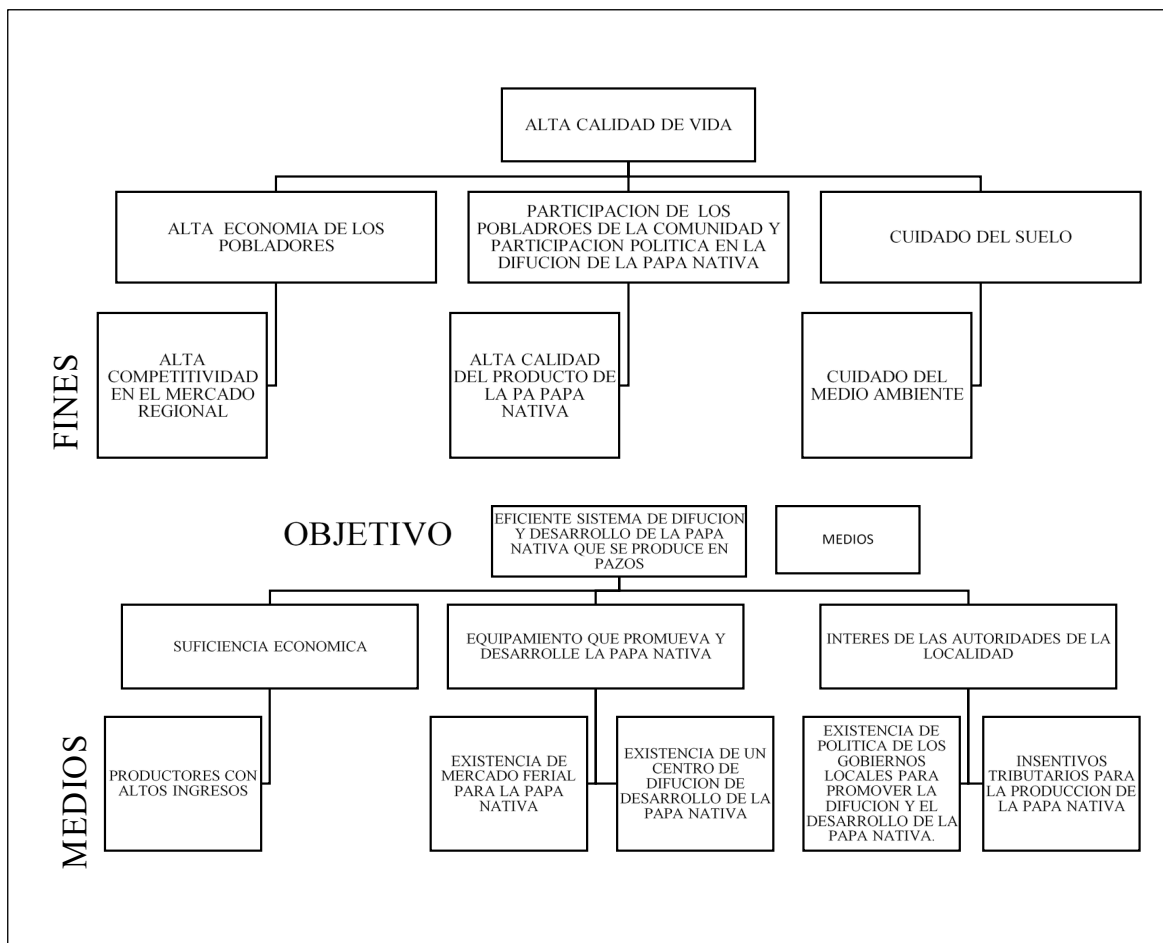 ALTA CALIDAD DE VIDA
ALTA ECONOMIA DE LOS
POBLADORES
PARTICIPACION DE LOS
POBLADROES DE LA COMUNIDAD Y
PARTICIPACION POLITICA EN LA
DIFUCION DE LA PAPA NATIVA
CUIDADO DEL SUELO
FINES
ALTA
COMPETITIVIDAD
EN EL MERCADO
REGIONAL
ALTA CALIDAD
DEL PRODUCTO DE
LA PA PAPA
NATIVA
CUIDADO DEL
MEDIO AMBIENTE
OBJETIVO
EFICIENTE SISTEMA DE DIFUCION
Y DESARROLLO DE LA PAPA
NATIVA QUE SE PRODUCE EN
PAZOS
MEDIOS
SUFICIENCIA ECONOMICA
EQUIPAMIENTO QUE PROMUEVA Y
DESARROLLE LA PAPA NATIVA
INTERES DE LAS AUTORIDADES DE LA
LOCALIDAD
MEDIOS
PRODUCTORES CON
ALTOS INGRESOS
EXISTENCIA DE
MERCADO FERIAL
PARA LA PAPA
NATIVA
EXISTENCIA DE UN
CENTRO DE
DIFUCION DE
DESARROLLO DE LA
PAPA NATIVA
EXISTENCIA DE
POLITICA DE LOS
GOBIERNOS
LOCALES PARA
PROMOVER LA
DIFUCION Y EL
DESARROLLO DE LA
PAPA NATIVA.
INSENTIVOS
TRIBUTARIOS PARA
LA PRODUCCION DE
LA PAPA NATIVA